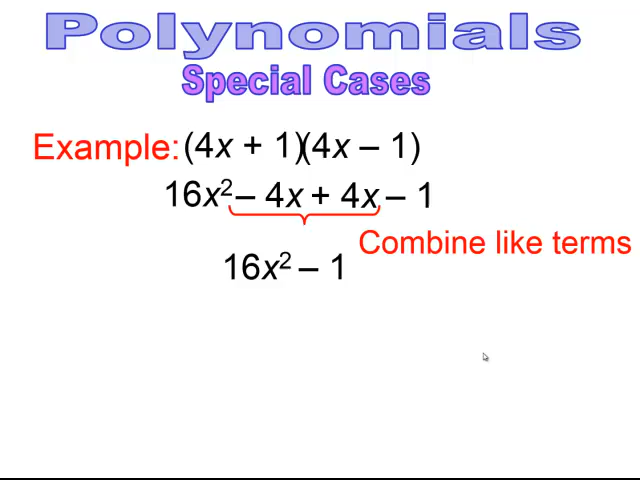 Polynomials
Special Cases
Example: (4x + 1)(4x – 1)
16x² – 4x + 4x – 1
Combine like terms
16x² – 1